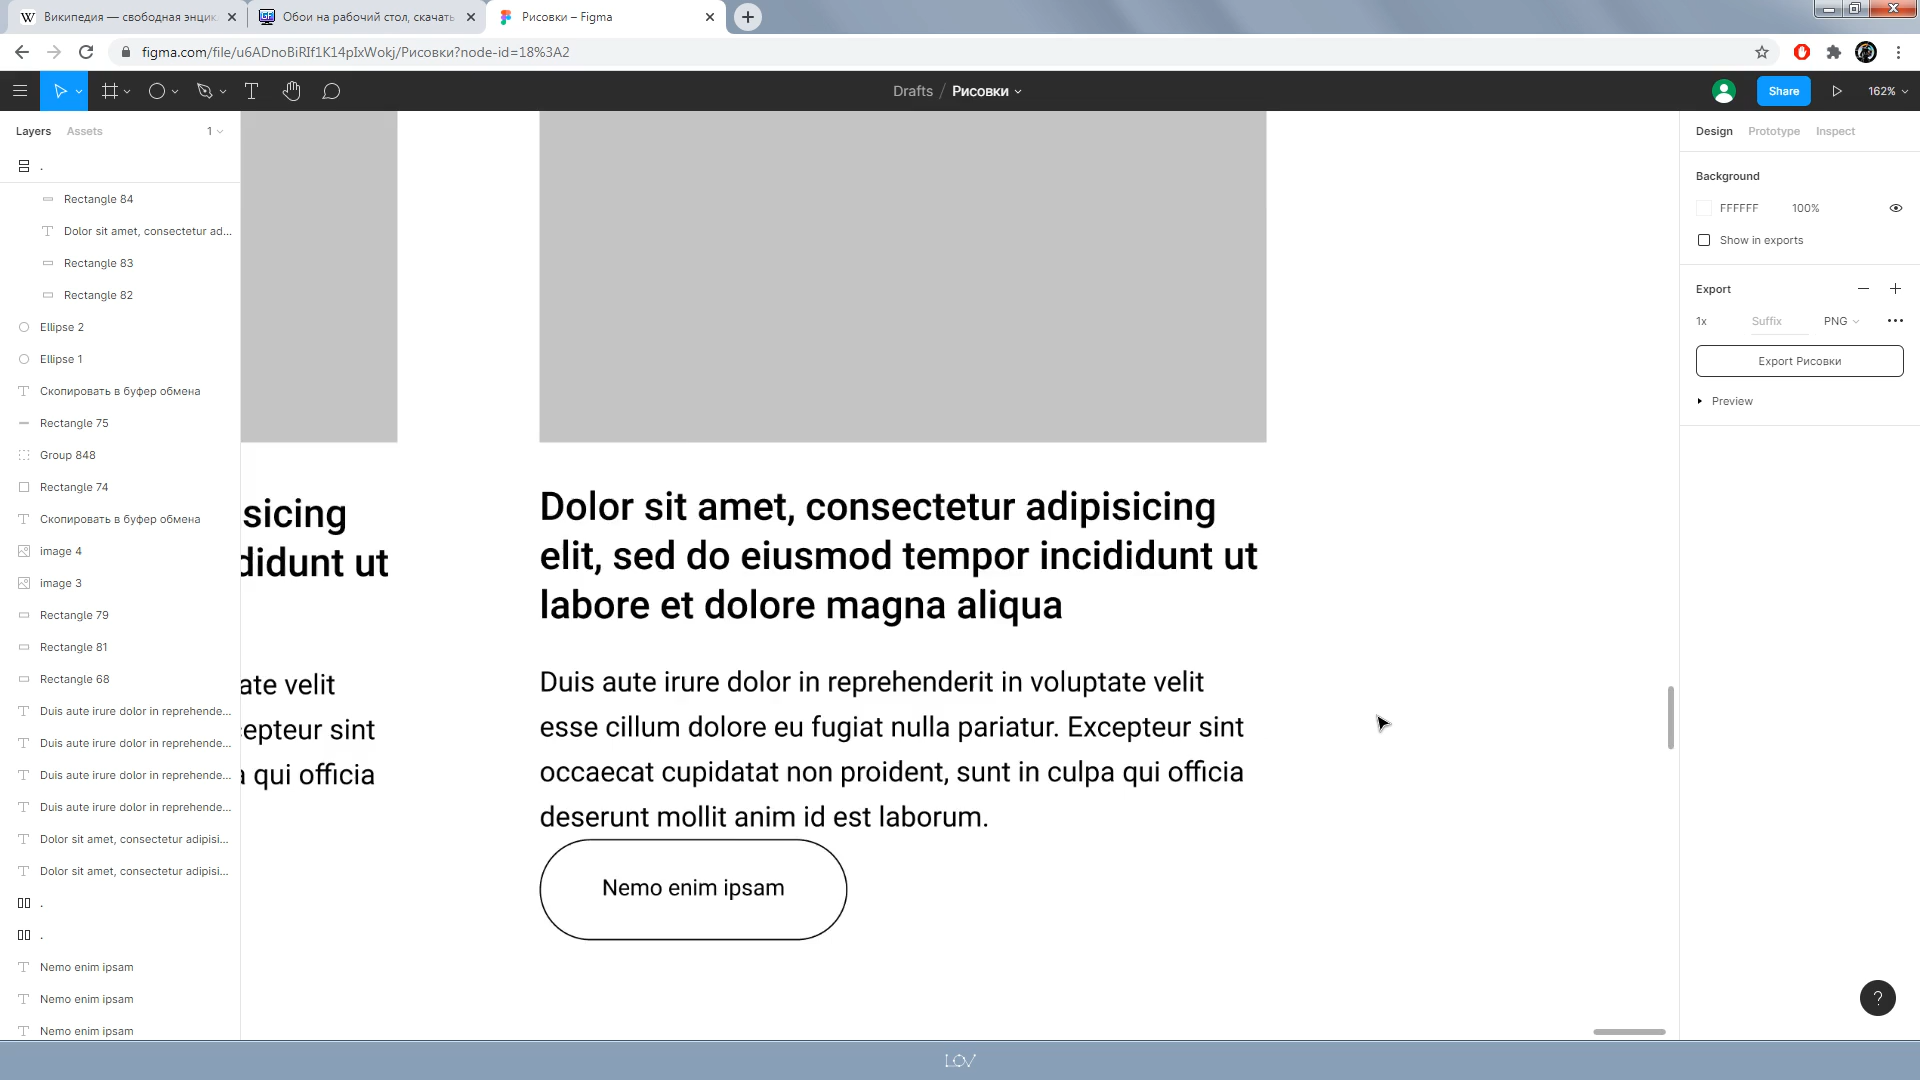 Википедия — свободная энцик
Обои на рабочий стол, скачать
Рисовки – Figma
figma.com/file/u6ADnoBiRIf1K14pIxWokj/Рисовки?node-id=18%3A2
Drafts / Рисовки
Share
162%
Layers
Assets
1
.
Rectangle 84
Dolor sit amet, consectetur ad...
Rectangle 83
Rectangle 82
Ellipse 2
Ellipse 1
Скопировать в буфер обмена
Rectangle 75
Group 848
Rectangle 74
Скопировать в буфер обмена
image 4
image 3
Rectangle 79
Rectangle 81
Rectangle 68
Duis aute irure dolor in reprehende...
Duis aute irure dolor in reprehende...
Duis aute irure dolor in reprehende...
Duis aute irure dolor in reprehende...
Dolor sit amet, consectetur adipisi...
Dolor sit amet, consectetur adipisi...
.
.
Nemo enim ipsam
Nemo enim ipsam
Nemo enim ipsam
sicing
didunt ut
ate velit
epteur sint
qui officia
Dolor sit amet, consectetur adipisicing
elit, sed do eiusmod tempor incididunt ut
labore et dolore magna aliqua
Duis aute irure dolor in reprehenderit in voluptate velit
esse cillum dolore eu fugiat nulla pariatur. Excepteur sint
occaecat cupidatat non proident, sunt in culpa qui officia
deserunt mollit anim id est laborum.
Nemo enim ipsam
Design
Prototype
Inspect
Background
FFFFFF 100%
Show in exports
Export
1x Suffix PNG
Export Рисовки
Preview
?
LOV